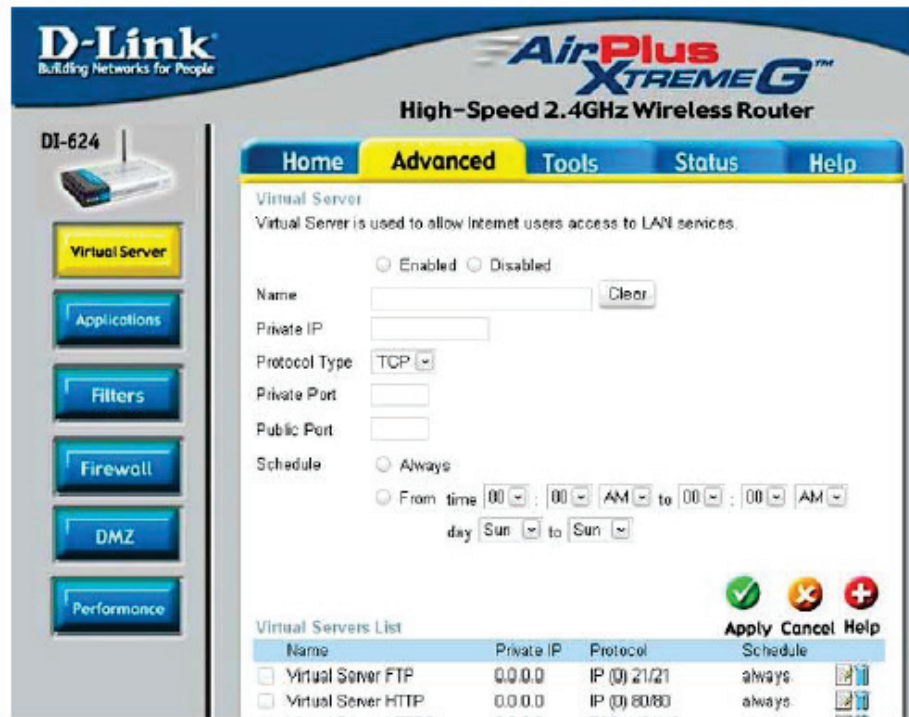 D-Link
Building Networks for People
AirPlus
XTREME G™
High-Speed 2.4GHz Wireless Router
DI-624
Home
Advanced
Tools
Status
Help
Virtual Server
Applications
Filters
Firewall
DMZ
Performance
Virtual Server
Virtual Server is used to allow Internet users access to LAN services.
Enabled Disabled
Name Clear
Private IP
Protocol Type TCP
Private Port
Public Port
Schedule Always
From time 00 : 00 AM to 00 : 00 AM
day Sun to Sun
Apply Cancel Help
Virtual Servers List
Name Private IP Protocol Schedule
Virtual Server FTP 0.0.0.0 IP (0) 21/21 always
Virtual Server HTTP 0.0.0.0 IP (0) 80/80 always